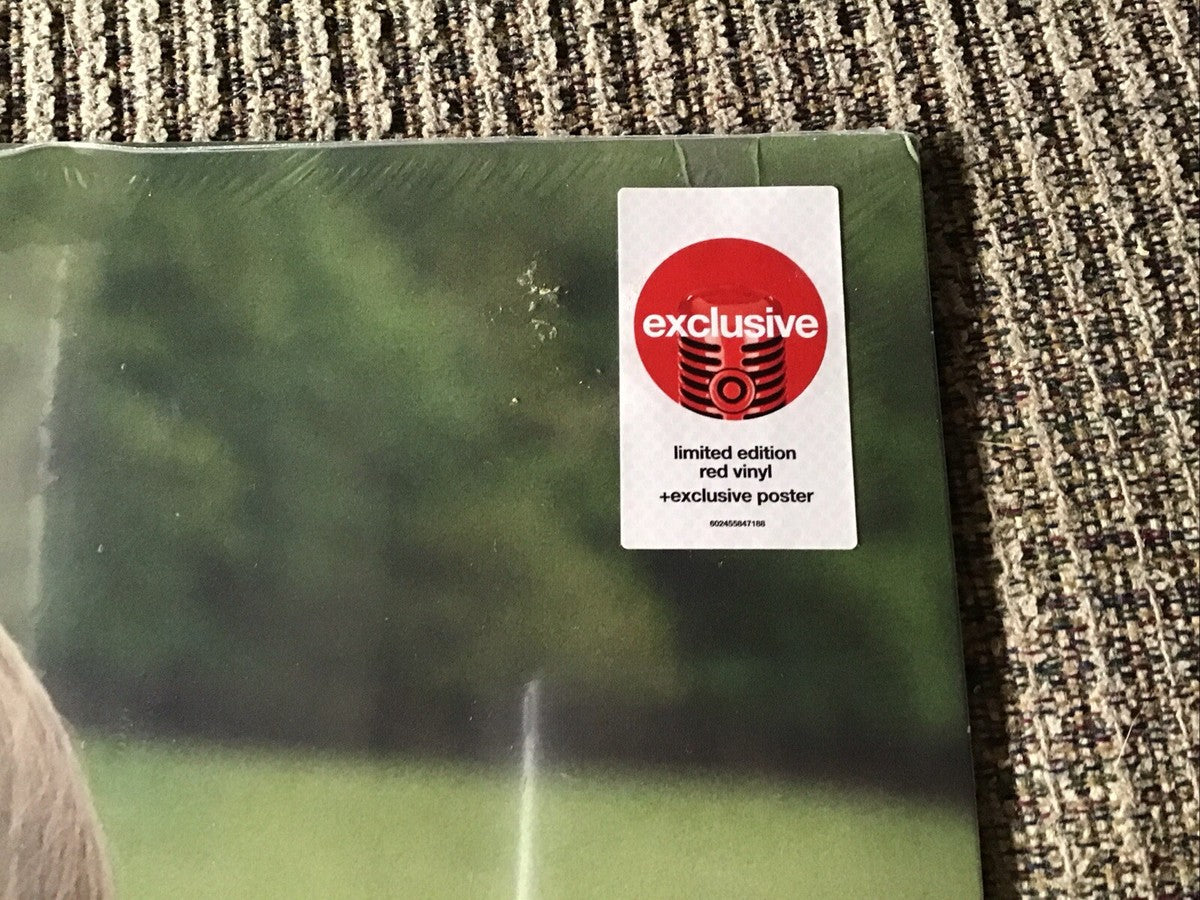 exclusive
limited edition
red vinyl
+exclusive poster
602455847188